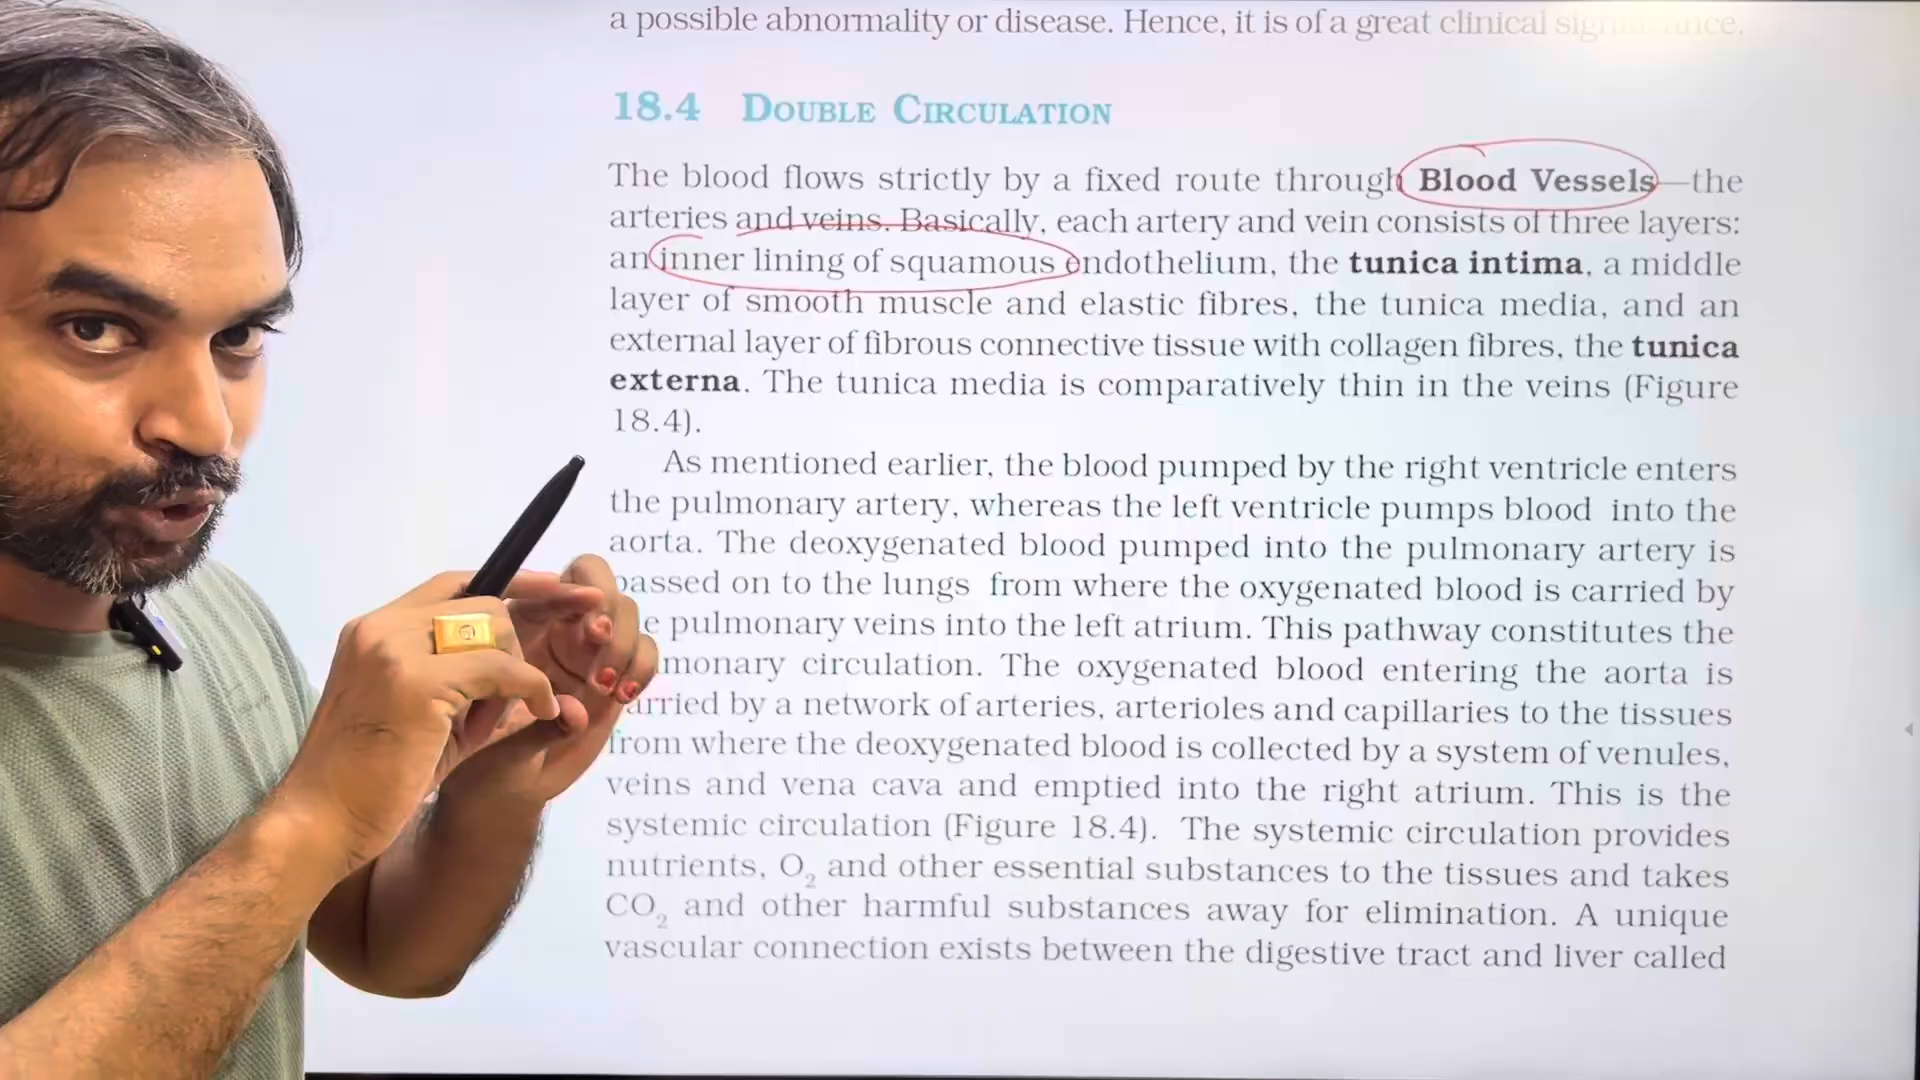 a possible abnormality or disease. Hence, it is of a great clinical significance.
18.4 DOUBLE CIRCULATION
The blood flows strictly by a fixed route through Blood Vessels—the
arteries and veins. Basically, each artery and vein consists of three layers:
an inner lining of squamous endothelium, the tunica intima, a middle
layer of smooth muscle and elastic fibres, the tunica media, and an
external layer of fibrous connective tissue with collagen fibres, the tunica
externa. The tunica media is comparatively thin in the veins (Figure
18.4).
As mentioned earlier, the blood pumped by the right ventricle enters
the pulmonary artery, whereas the left ventricle pumps blood into the
aorta. The deoxygenated blood pumped into the pulmonary artery is
passed on to the lungs from where the oxygenated blood is carried by
e pulmonary veins into the left atrium. This pathway constitutes the
monary circulation. The oxygenated blood entering the aorta is
arried by a network of arteries, arterioles and capillaries to the tissues
from where the deoxygenated blood is collected by a system of venules,
veins and vena cava and emptied into the right atrium. This is the
systemic circulation (Figure 18.4). The systemic circulation provides
nutrients, O₂ and other essential substances to the tissues and takes
CO₂ and other harmful substances away for elimination. A unique
vascular connection exists between the digestive tract and liver called